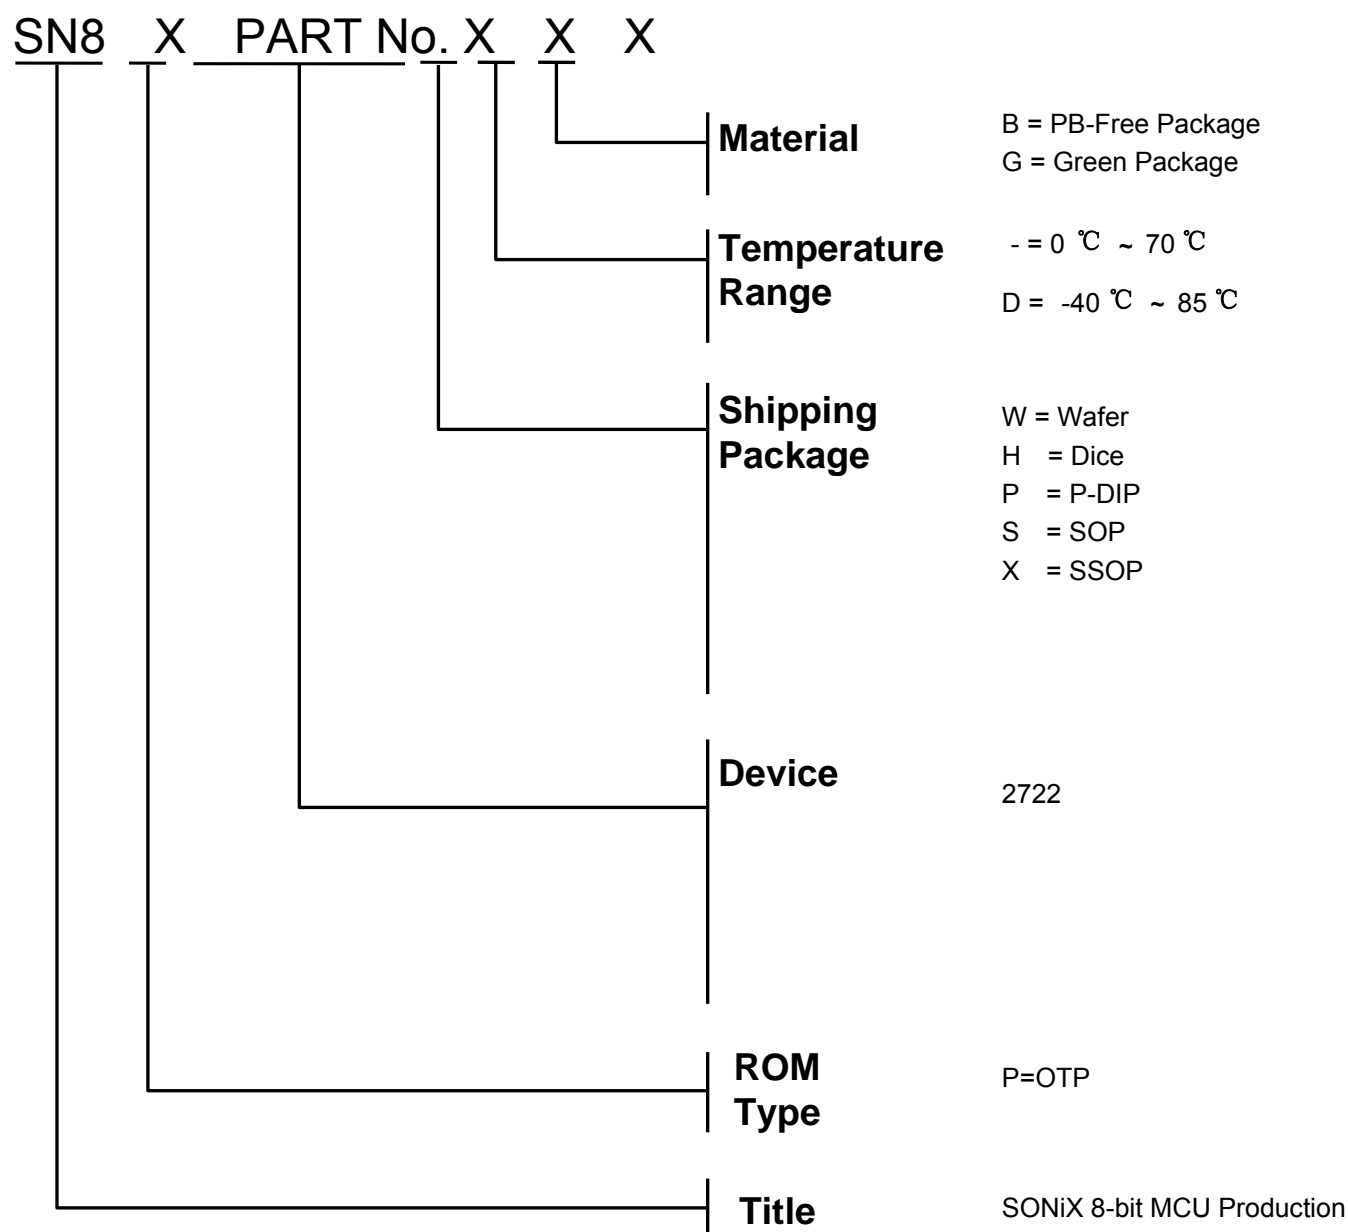 SN8 X PART No. X X X
Material
B = PB-Free Package
G = Green Package
Temperature
Range
- = 0 ℃ ~ 70 ℃
D = -40 ℃ ~ 85 ℃
Shipping
Package
W = Wafer
H = Dice
P = P-DIP
S = SOP
X = SSOP
Device
2722
ROM
Type
P=OTP
Title
SONiX 8-bit MCU Production